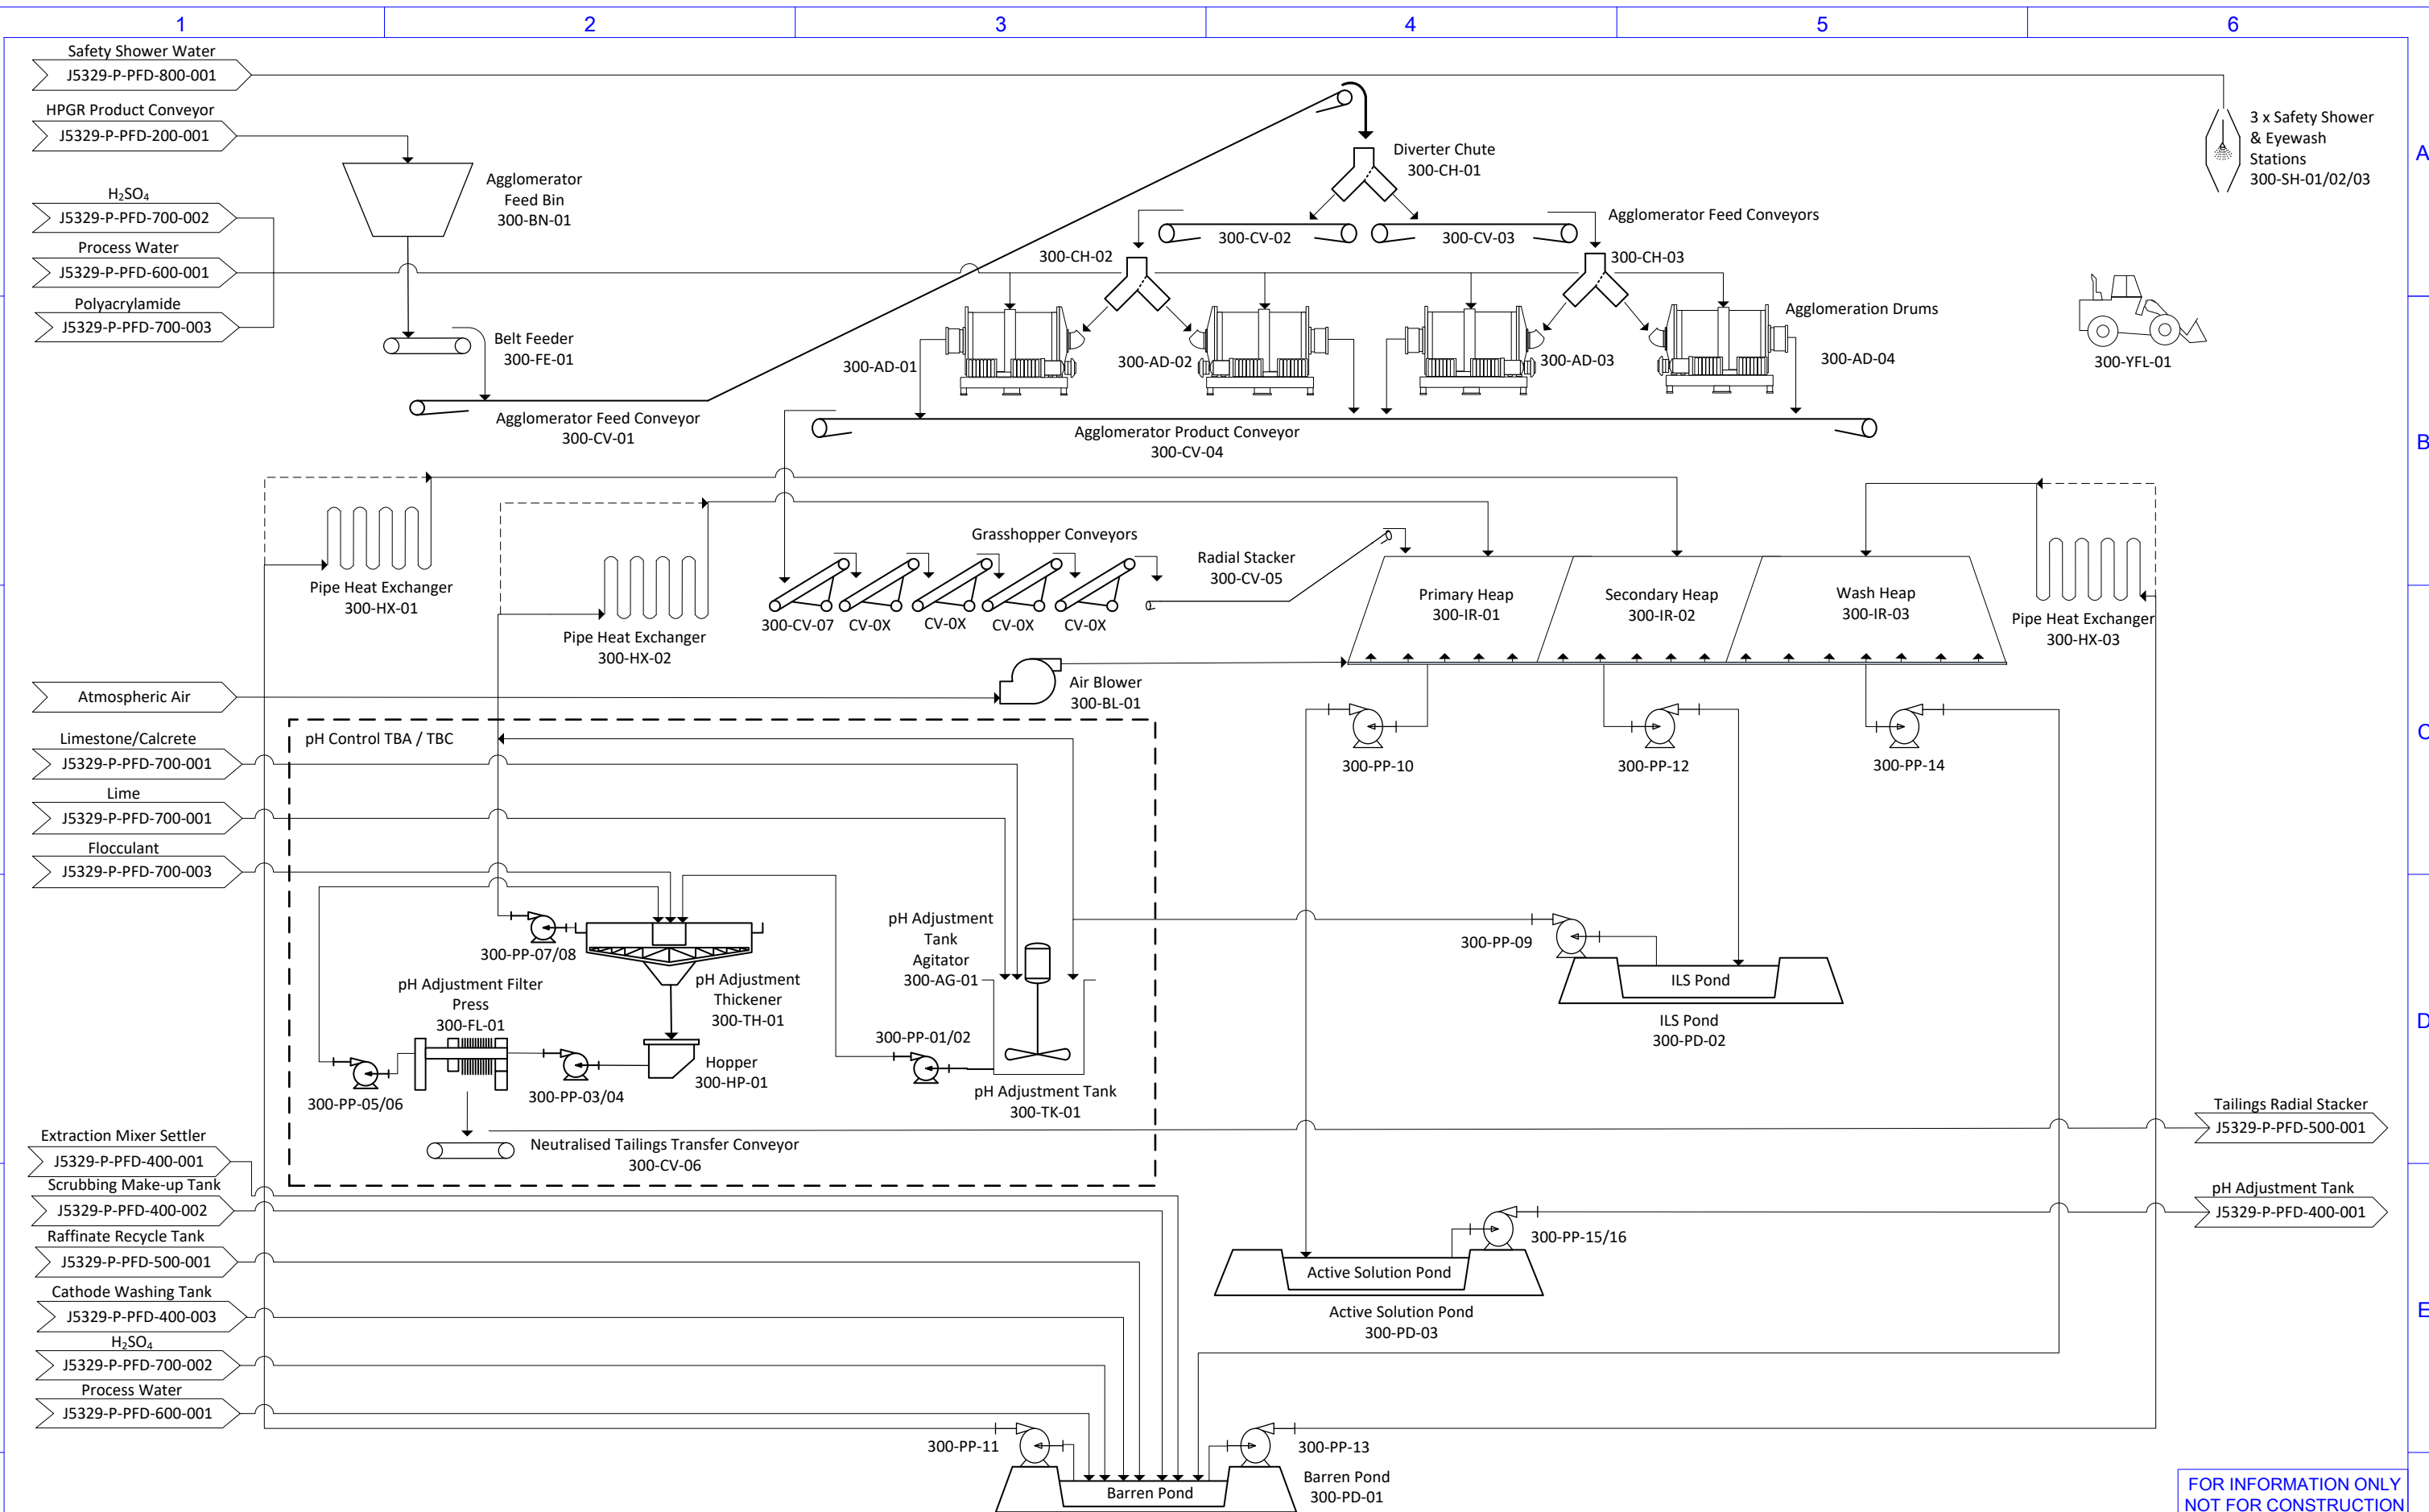 1
2
3
4
5
6
Safety Shower Water
J5329-P-PFD-800-001
HPGR Product Conveyor
J5329-P-PFD-200-001
H₂SO₄
J5329-P-PFD-700-002
Process Water
J5329-P-PFD-600-001
Polyacrylamide
J5329-P-PFD-700-003
Agglomerator
Feed Bin
300-BN-01
Belt Feeder
300-FE-01
Agglomerator Feed Conveyor
300-CV-01
Diverter Chute
300-CH-01
300-CV-02
300-CV-03
Agglomerator Feed Conveyors
300-CH-02
300-CH-03
Agglomeration Drums
300-AD-01
300-AD-02
300-AD-03
300-AD-04
Agglomerator Product Conveyor
300-CV-04
3 x Safety Shower
& Eyewash
Stations
300-SH-01/02/03
300-YFL-01
A
B
C
D
E
Pipe Heat Exchanger
300-HX-01
Pipe Heat Exchanger
300-HX-02
Grasshopper Conveyors
300-CV-07
CV-0X
CV-0X
CV-0X
CV-0X
Radial Stacker
300-CV-05
Primary Heap
300-IR-01
Secondary Heap
300-IR-02
Wash Heap
300-IR-03
Pipe Heat Exchanger
300-HX-03
Atmospheric Air
Air Blower
300-BL-01
300-PP-10
300-PP-12
300-PP-14
Limestone/Calcrete
J5329-P-PFD-700-001
Lime
J5329-P-PFD-700-001
Flocculant
J5329-P-PFD-700-003
pH Control TBA / TBC
300-PP-07/08
pH Adjustment
Thickener
300-TH-01
pH Adjustment Filter
Press
300-FL-01
300-PP-05/06
300-PP-03/04
Hopper
300-HP-01
pH Adjustment
Tank
Agitator
300-AG-01
300-PP-01/02
pH Adjustment Tank
300-TK-01
Neutralised Tailings Transfer Conveyor
300-CV-06
300-PP-09
ILS Pond
ILS Pond
300-PD-02
Tailings Radial Stacker
J5329-P-PFD-500-001
pH Adjustment Tank
J5329-P-PFD-400-001
Extraction Mixer Settler
J5329-P-PFD-400-001
Scrubbing Make-up Tank
J5329-P-PFD-400-002
Raffinate Recycle Tank
J5329-P-PFD-500-001
Cathode Washing Tank
J5329-P-PFD-400-003
H₂SO₄
J5329-P-PFD-700-002
Process Water
J5329-P-PFD-600-001
300-PP-15/16
Active Solution Pond
Active Solution Pond
300-PD-03
300-PP-11
300-PP-13
Barren Pond
Barren Pond
300-PD-01
FOR INFORMATION ONLY
NOT FOR CONSTRUCTION